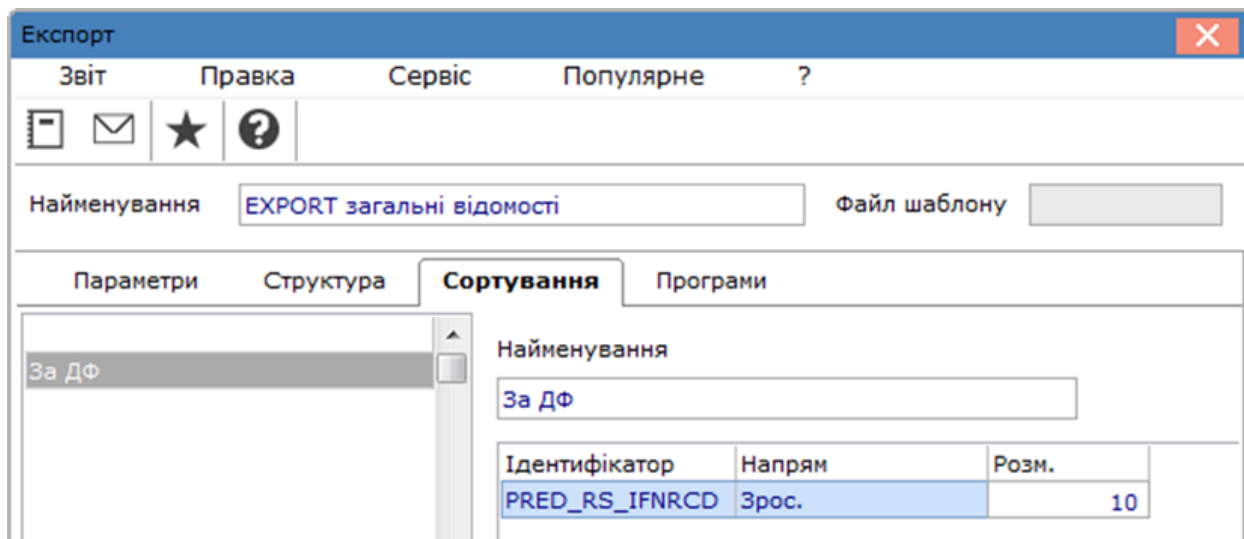 Експорт
Звіт Правка Сервіс Популярне ?
Найменування EXPORT загальні відомості Файл шаблону
Параметри Структура Сортування Програми
Найменування
За ДФ
За ДФ
Ідентифікатор Напрям Розм.
PRED_RS_IFNRCD Зрос. 10